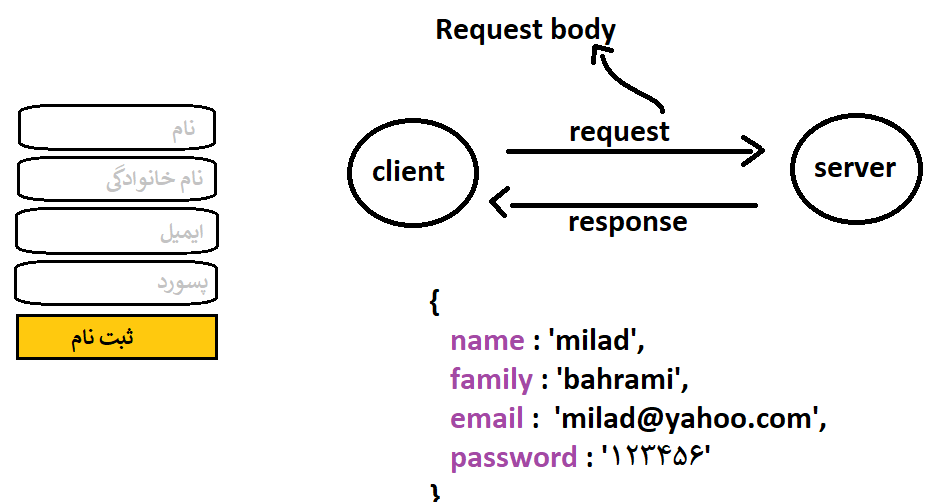 Request body
نام
نام خانوادگی
ایمیل
پسورد
ثبت نام
client
request
response
server
{
name : 'milad',
family : 'bahrami',
email : 'milad@yahoo.com',
password : '۱۲۳۴۵۶'
}